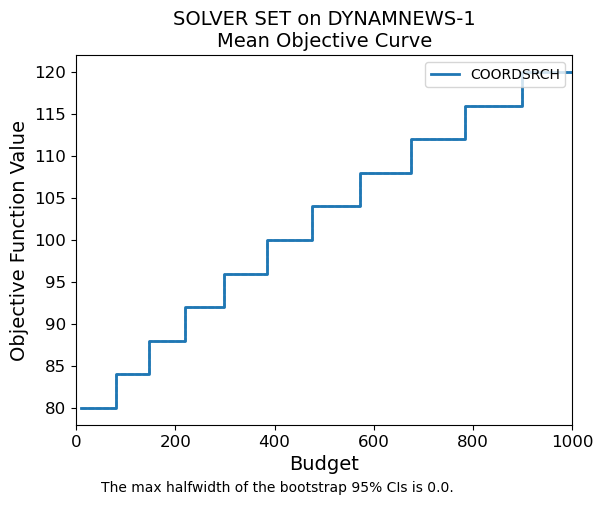 SOLVER SET on DYNAMNEWS-1
Mean Objective Curve
COORDSRCH
120
115
110
105
100
95
90
85
80
Objective Function Value
0 200 400 600 800 1000
Budget
The max halfwidth of the bootstrap 95% CIs is 0.0.